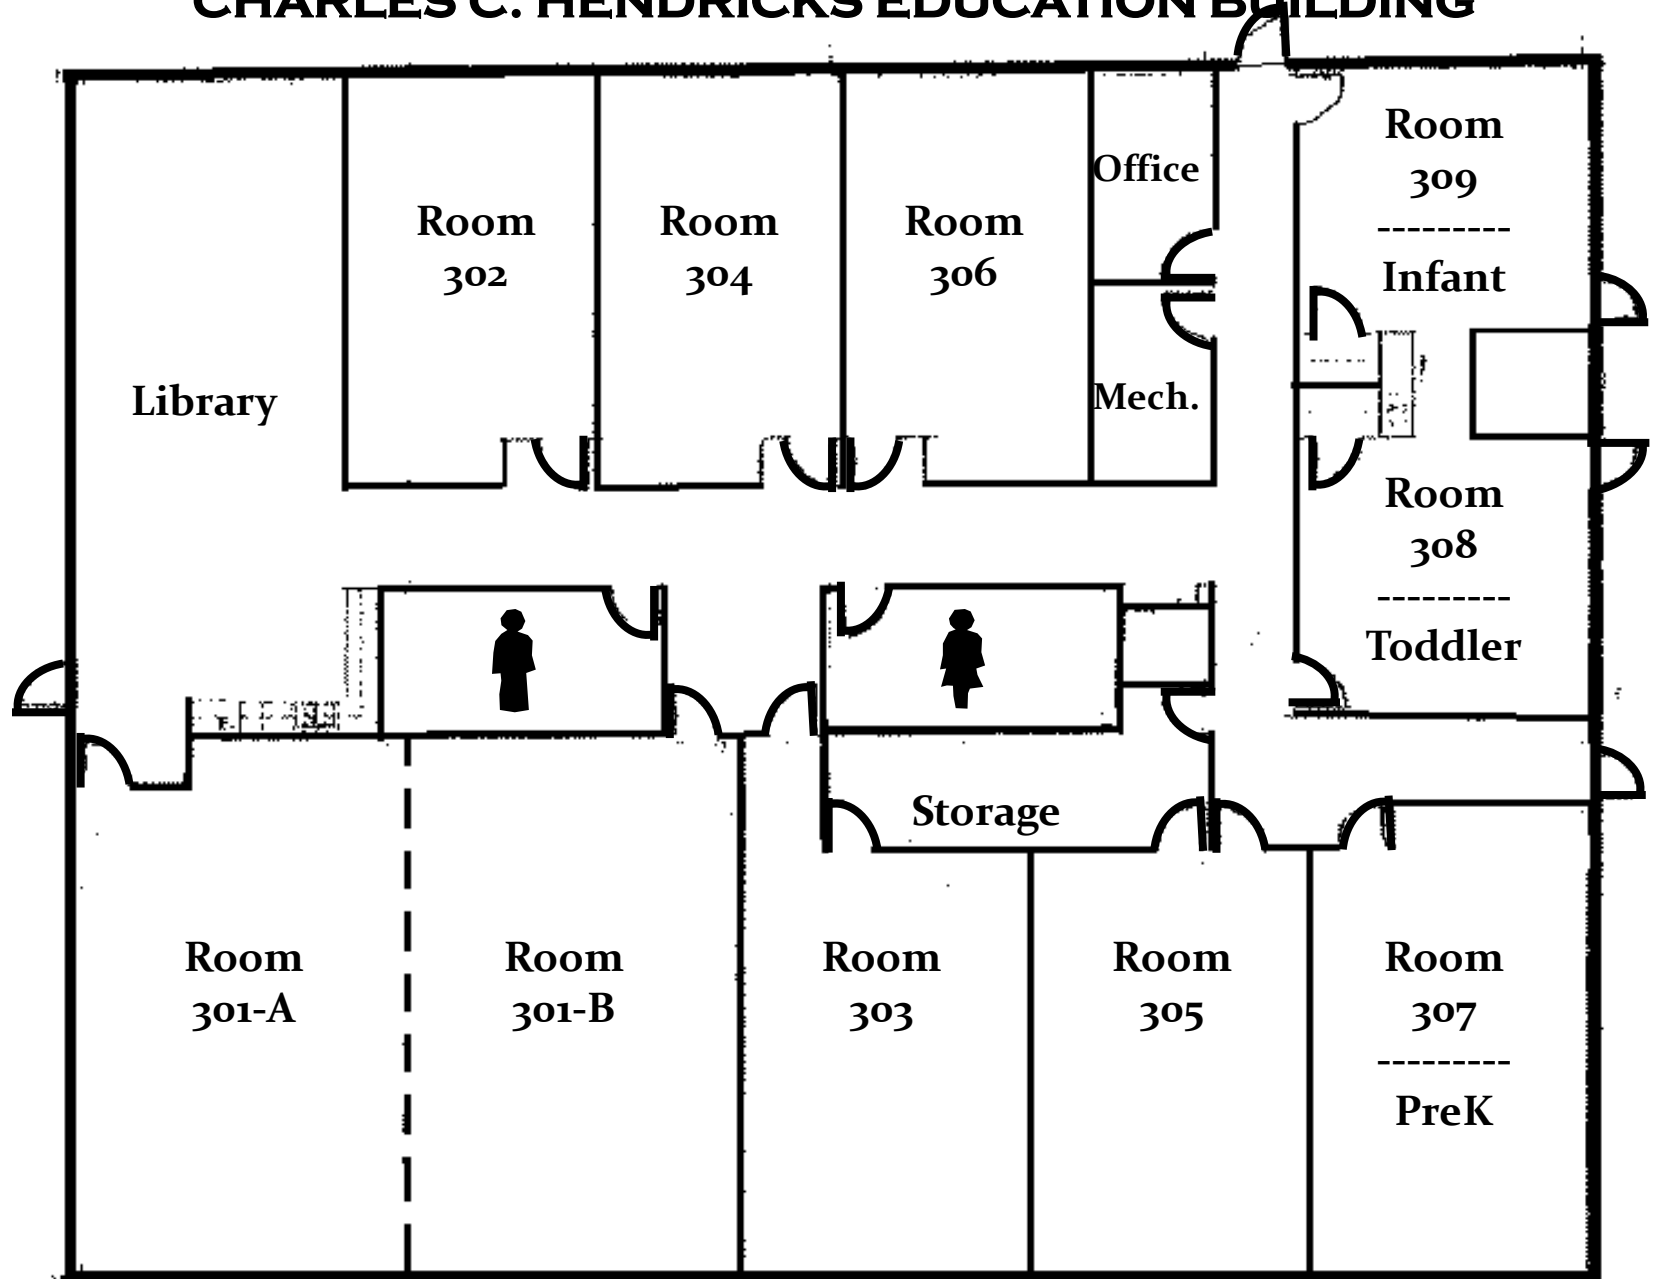 CHARLES C. HENDRICKS EDUCATION BUILDING
Room
302
Room
304
Room
306
Office
Mech.
Room
309
---------
Infant
Library
Room
308
---------
Toddler
Storage
Room
301-A
Room
301-B
Room
303
Room
305
Room
307
---------
PreK